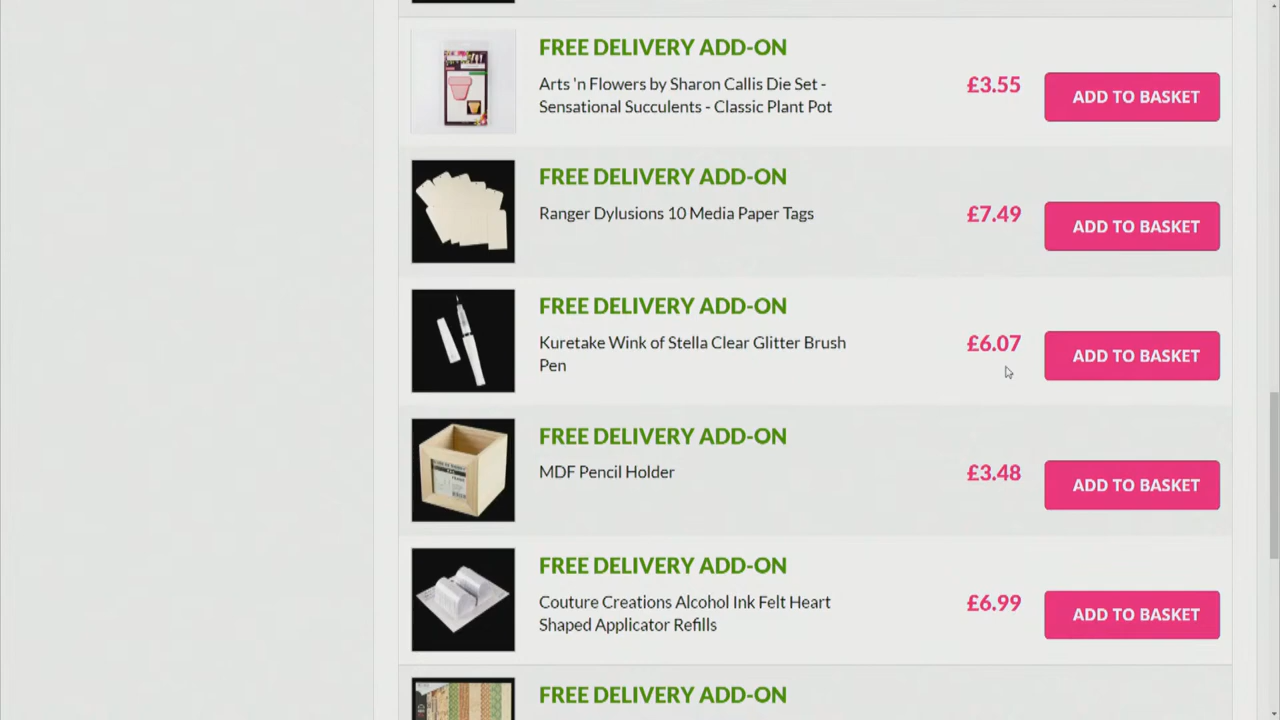 FREE DELIVERY ADD-ON
Arts 'n Flowers by Sharon Callis Die Set -
Sensational Succulents - Classic Plant Pot
£3.55
ADD TO BASKET
FREE DELIVERY ADD-ON
Ranger Dylusions 10 Media Paper Tags
£7.49
ADD TO BASKET
FREE DELIVERY ADD-ON
Kuretake Wink of Stella Clear Glitter Brush
Pen
£6.07
ADD TO BASKET
FREE DELIVERY ADD-ON
MDF Pencil Holder
£3.48
ADD TO BASKET
FREE DELIVERY ADD-ON
Couture Creations Alcohol Ink Felt Heart
Shaped Applicator Refills
£6.99
ADD TO BASKET
FREE DELIVERY ADD-ON